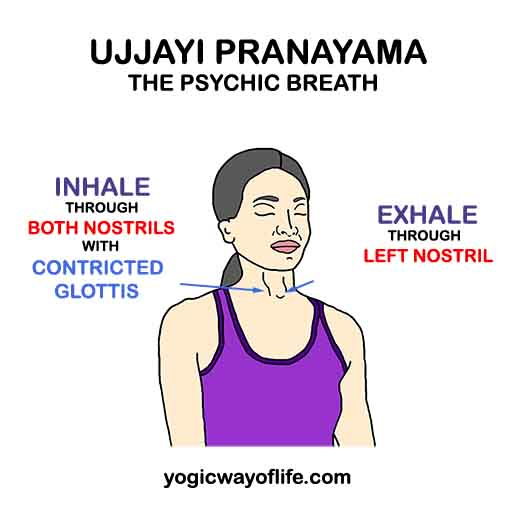 UJJAYI PRANAYAMA
THE PSYCHIC BREATH
INHALE
THROUGH
BOTH NOSTRILS
WITH
CONTRICTED
GLOTTIS
EXHALE
THROUGH
LEFT NOSTRIL
yogicwayoflife.com